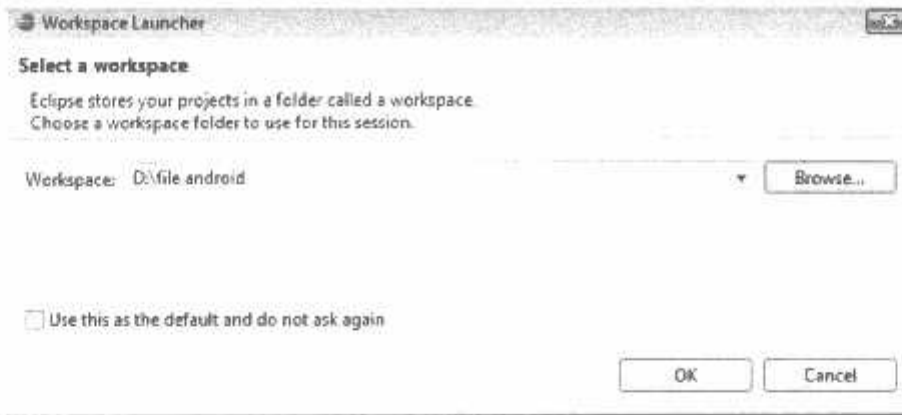 Workspace Launcher
Select a workspace
Eclipse stores your projects in a folder called a workspace.
Choose a workspace folder to use for this session.
Workspace: D:\file android Browse...
Use this as the default and do not ask again
OK Cancel